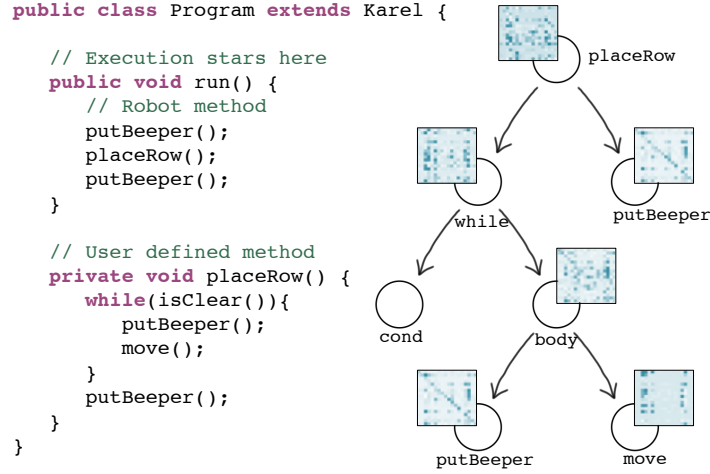 public class Program extends Karel {
// Execution stars here
public void run() {
// Robot method
putBeeper();
placeRow();
putBeeper();
}
// User defined method
private void placeRow() {
while(isClear()){
putBeeper();
move();
}
putBeeper();
}
}
placeRow
while
putBeeper
cond
body
putBeeper
move